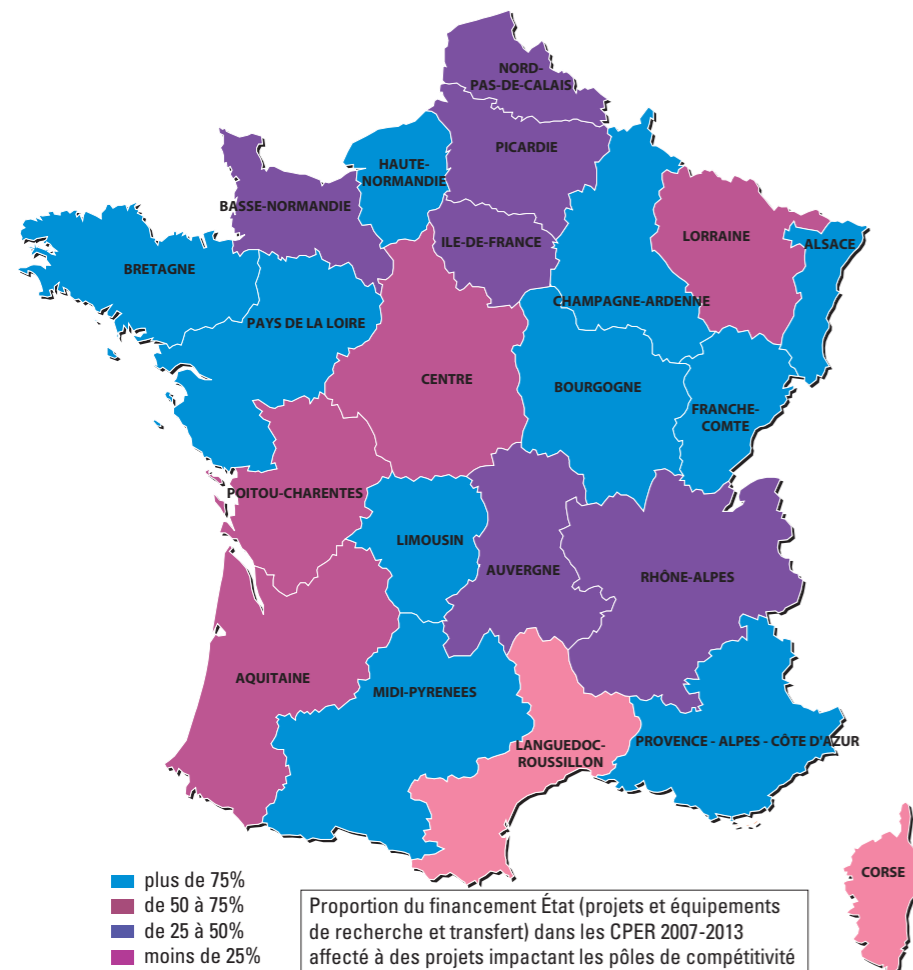 NORD-
PAS-DE-CALAIS
PICARDIE
HAUTE-
NORMANDIE
BASSE-NORMANDIE
ILE-DE-FRANCE
LORRAINE
ALSACE
BRETAGNE
CHAMPAGNE-ARDENNE
PAYS DE LA LOIRE
CENTRE
BOURGOGNE
FRANCHE-
COMTE
POITOU-CHARENTES
LIMOUSIN
AUVERGNE
RHÔNE-ALPES
AQUITAINE
MIDI-PYRENEES
LANGUEDOC-
ROUSSILLON
PROVENCE - ALPES - CÔTE D'AZUR
CORSE
plus de 75%
de 50 à 75%
de 25 à 50%
moins de 25%
Proportion du financement État (projets et équipements
de recherche et transfert) dans les CPER 2007-2013
affecté à des projets impactant les pôles de compétitivité